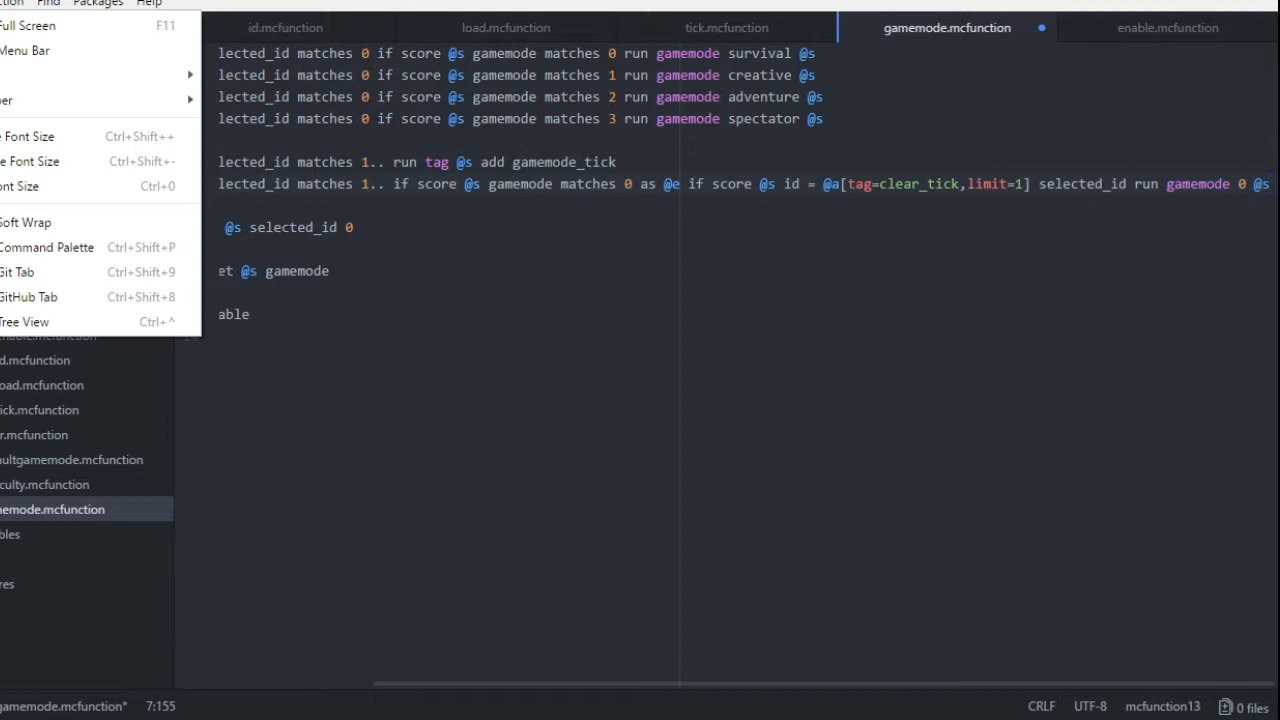 ction Find Packages Help
Full Screen F11
Menu Bar
per
e Font Size Ctrl+Shift++
e Font Size Ctrl+Shift+-
ont Size Ctrl+0
Soft Wrap
Command Palette Ctrl+Shift+P
Git Tab Ctrl+Shift+9
GitHub Tab Ctrl+Shift+8
Tree View Ctrl+^
d.mcfunction
oad.mcfunction
ick.mcfunction
r.mcfunction
aultgamemode.mcfunction
culty.mcfunction
memode.mcfunction
bles
res
id.mcfunction load.mcfunction tick.mcfunction gamemode.mcfunction enable.mcfunction
lected_id matches 0 if score @s gamemode matches 0 run gamemode survival @s
lected_id matches 0 if score @s gamemode matches 1 run gamemode creative @s
lected_id matches 0 if score @s gamemode matches 2 run gamemode adventure @s
lected_id matches 0 if score @s gamemode matches 3 run gamemode spectator @s
lected_id matches 1.. run tag @s add gamemode_tick
lected_id matches 1.. if score @s gamemode matches 0 as @e if score @s id = @a[tag=clear_tick,limit=1] selected_id run gamemode 0 @s
@s selected_id 0
et @s gamemode
able
gamemode.mcfunction* 7:155 CRLF UTF-8 mcfunction13 0 files